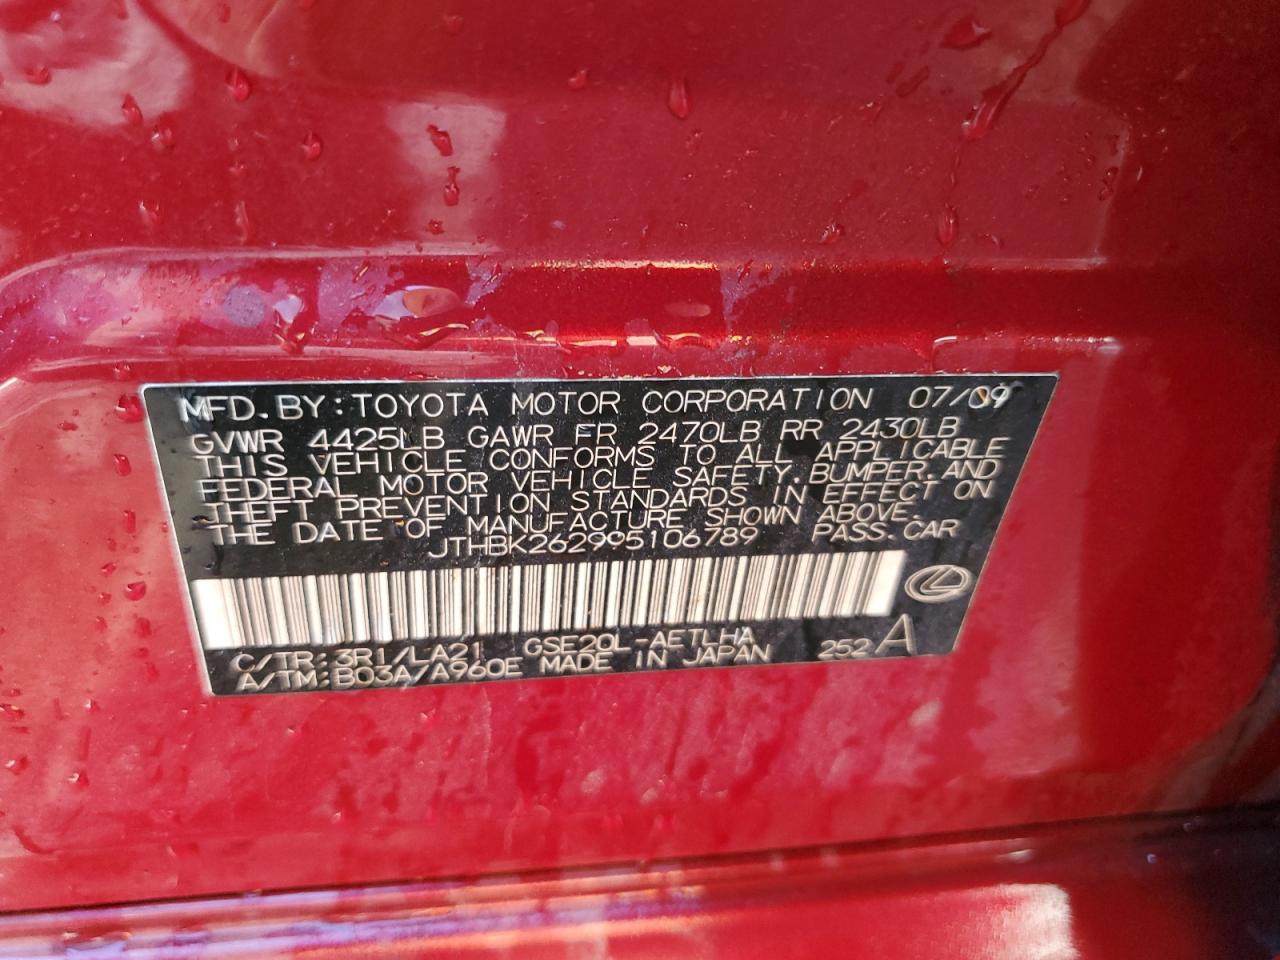 MFD. BY: TOYOTA MOTOR CORPORATION 07/09
GVWR 4425LB GAWR FR 2470LB RR 2430LB
THIS VEHICLE CONFORMS TO ALL APPLICABLE
FEDERAL MOTOR VEHICLE SAFETY, BUMPER, AND
THEFT PREVENTION STANDARDS IN EFFECT ON
THE DATE OF MANUFACTURE SHOWN ABOVE.
JTHBK262995106789 PASS. CAR
C/TR: 3R1/LA21 GSE20L-AETLHA
A/TM: B03A/A960E MADE IN JAPAN 252 A